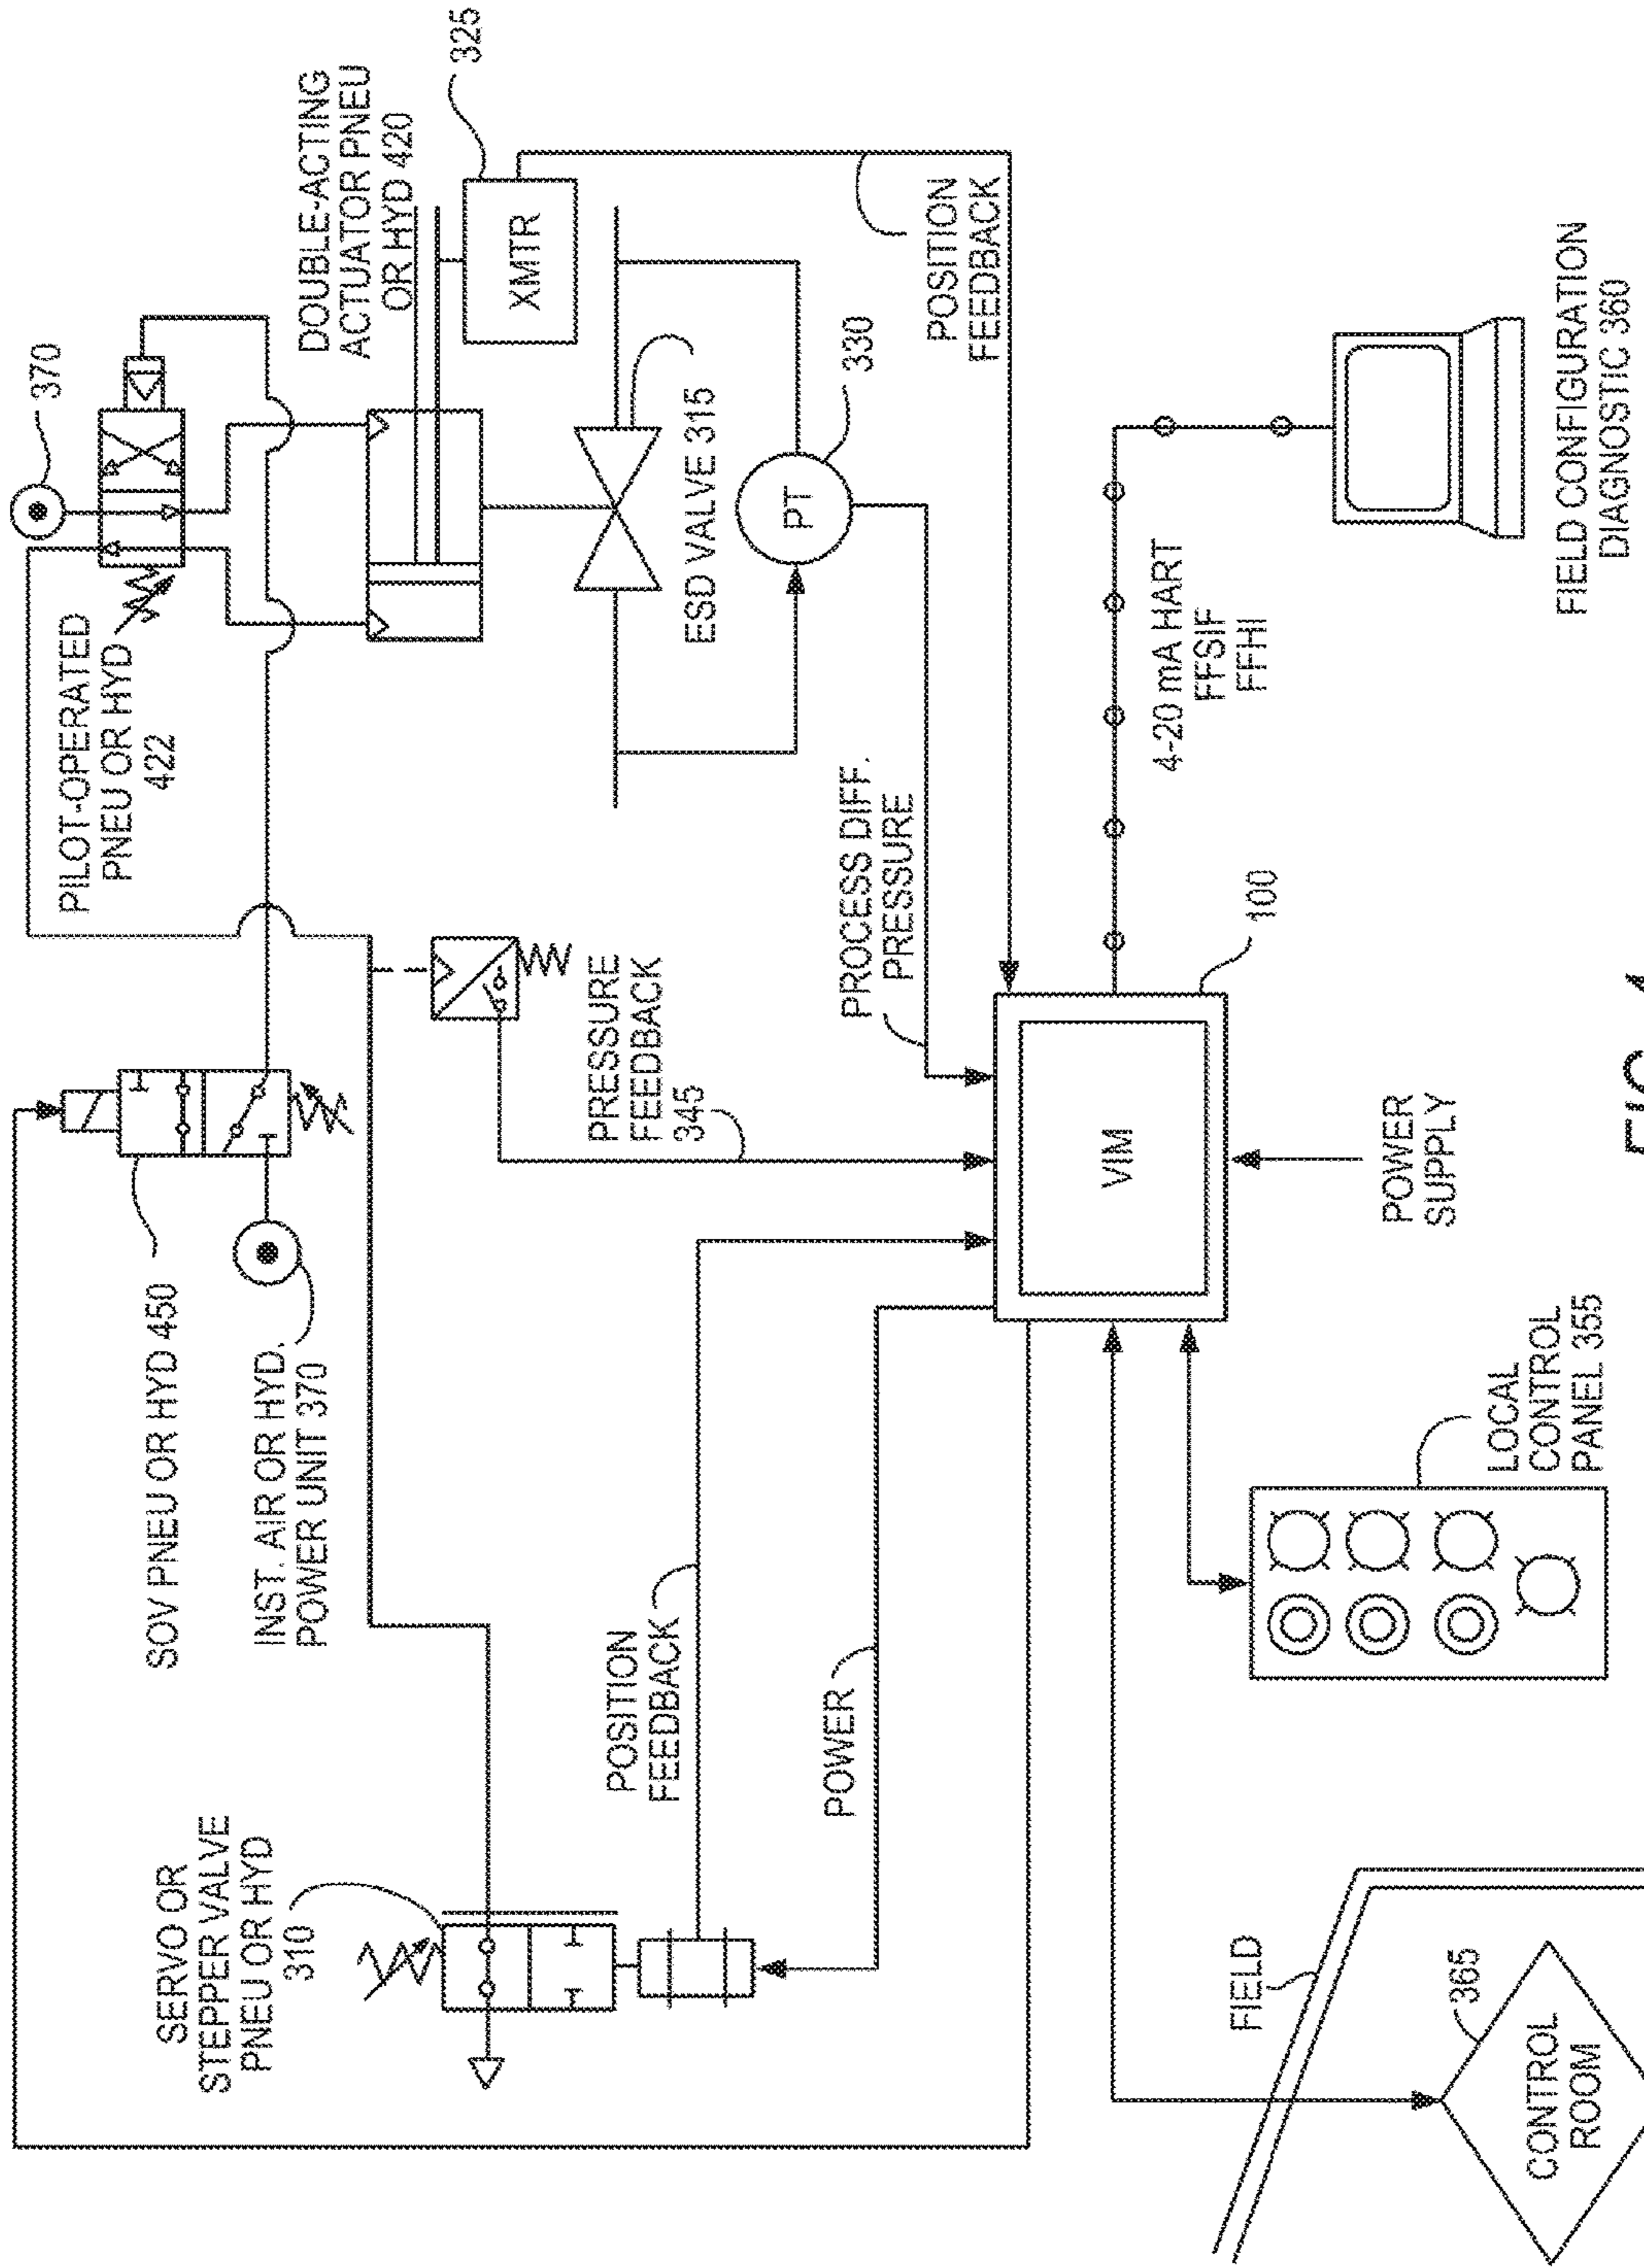 370
PILOT-OPERATED
PNEU OR HYD
422
DOUBLE-ACTING
ACTUATOR PNEU
OR HYD 420
325
XMTR
SOV PNEU OR HYD 450
INST. AIR OR HYD.
POWER UNIT 370
SERVO OR
STEPPER VALVE
PNEU OR HYD
310
ESD VALVE 315
PT
330
PRESSURE
FEEDBACK
345
POSITION
FEEDBACK
POWER
PROCESS DIFF.
PRESSURE
POSITION
FEEDBACK
VIM
100
4-20 mA HART
FFSIF
FFHI
POWER
SUPPLY
LOCAL
CONTROL
PANEL 355
FIELD
365
CONTROL
ROOM
FIELD CONFIGURATION
DIAGNOSTIC 360